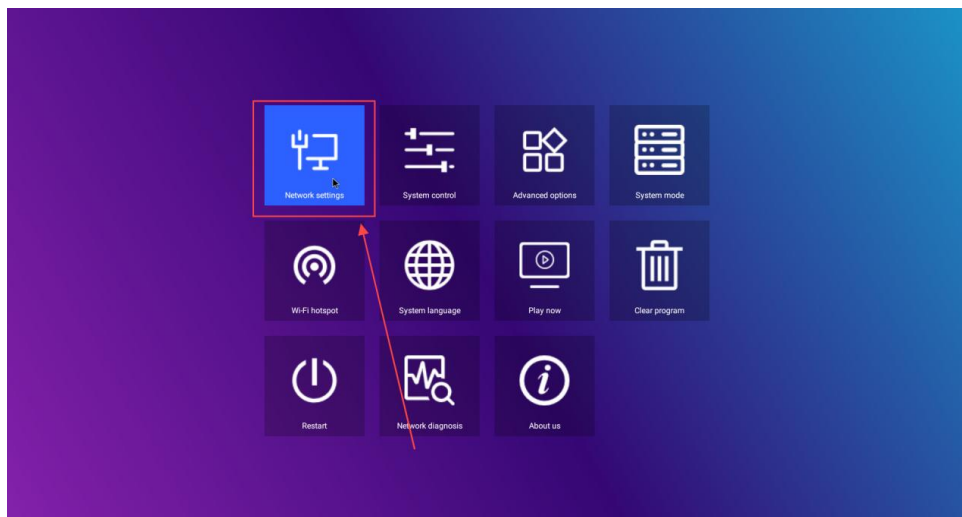 Network settings
System control
Advanced options
System mode
Wi-Fi hotspot
System language
Play now
Clear program
Restart
Network diagnosis
About us